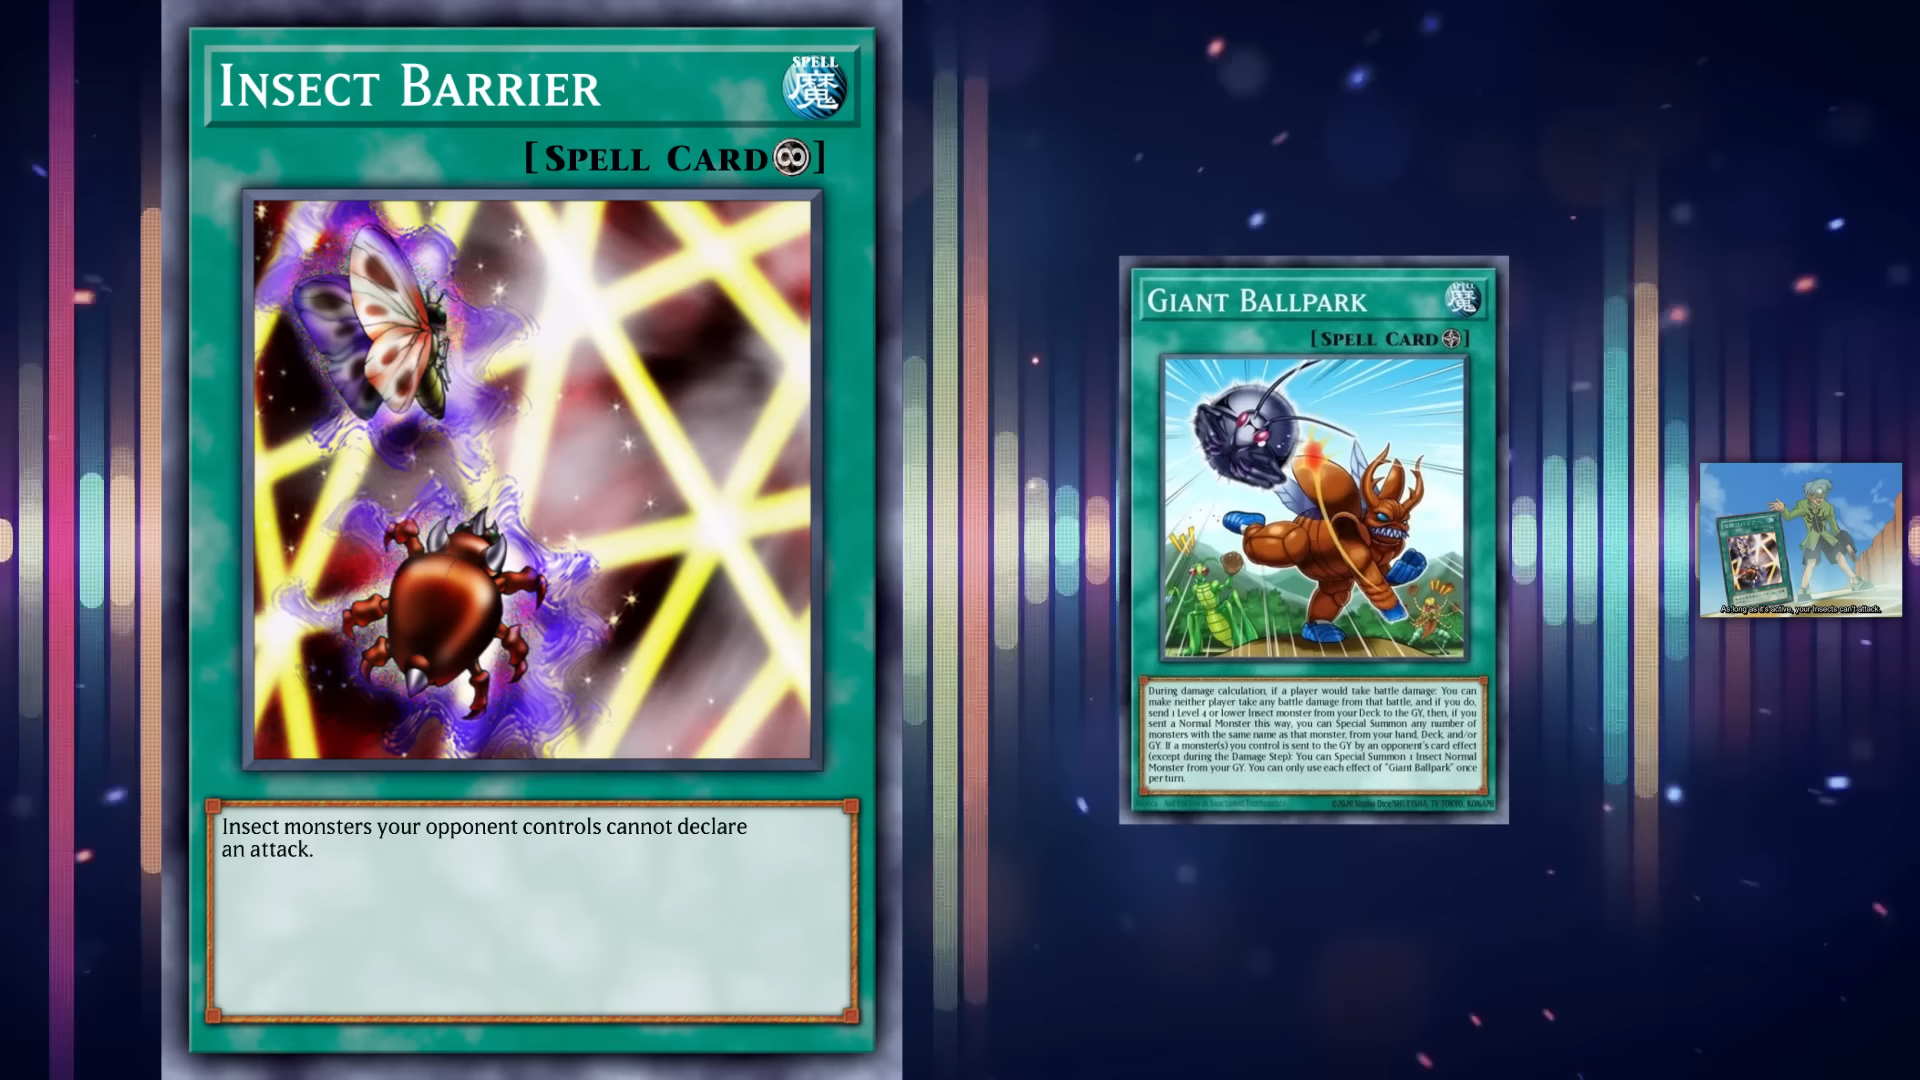 INSECT BARRIER
SPELL
魔
[SPELL CARD]
Insect monsters your opponent controls cannot declare
an attack.
GIANT BALLPARK
SPELL
魔
[SPELL CARD]
During damage calculation, if a player would take battle damage: You can
make neither player take any battle damage from that battle, and if you do,
send 1 Level 4 or lower Insect monster from your Deck to the GY, then, if you
sent a Normal Monster this way, you can Special Summon any number of
monsters with the same name as that monster, from your hand, Deck, and/or
GY. If a monster(s) you control is sent to the GY by an opponent's card effect
(except during the Damage Step): You can Special Summon 1 Insect Normal
Monster from your GY. You can only use each effect of "Giant Ballpark" once
per turn.
©2020 Studio Dice/SHUEISHA, TV TOKYO, KONAMI
As long as it's active, your Insects can't attack.